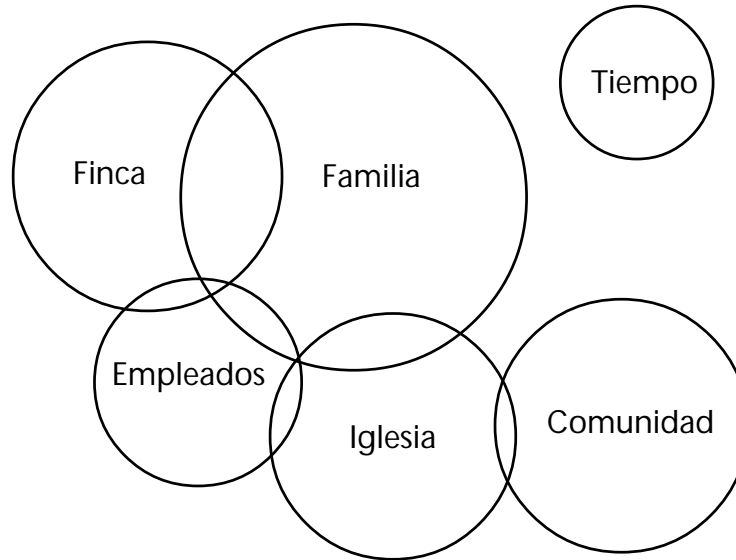 Tiempo
Finca
Familia
Empleados
Iglesia
Comunidad